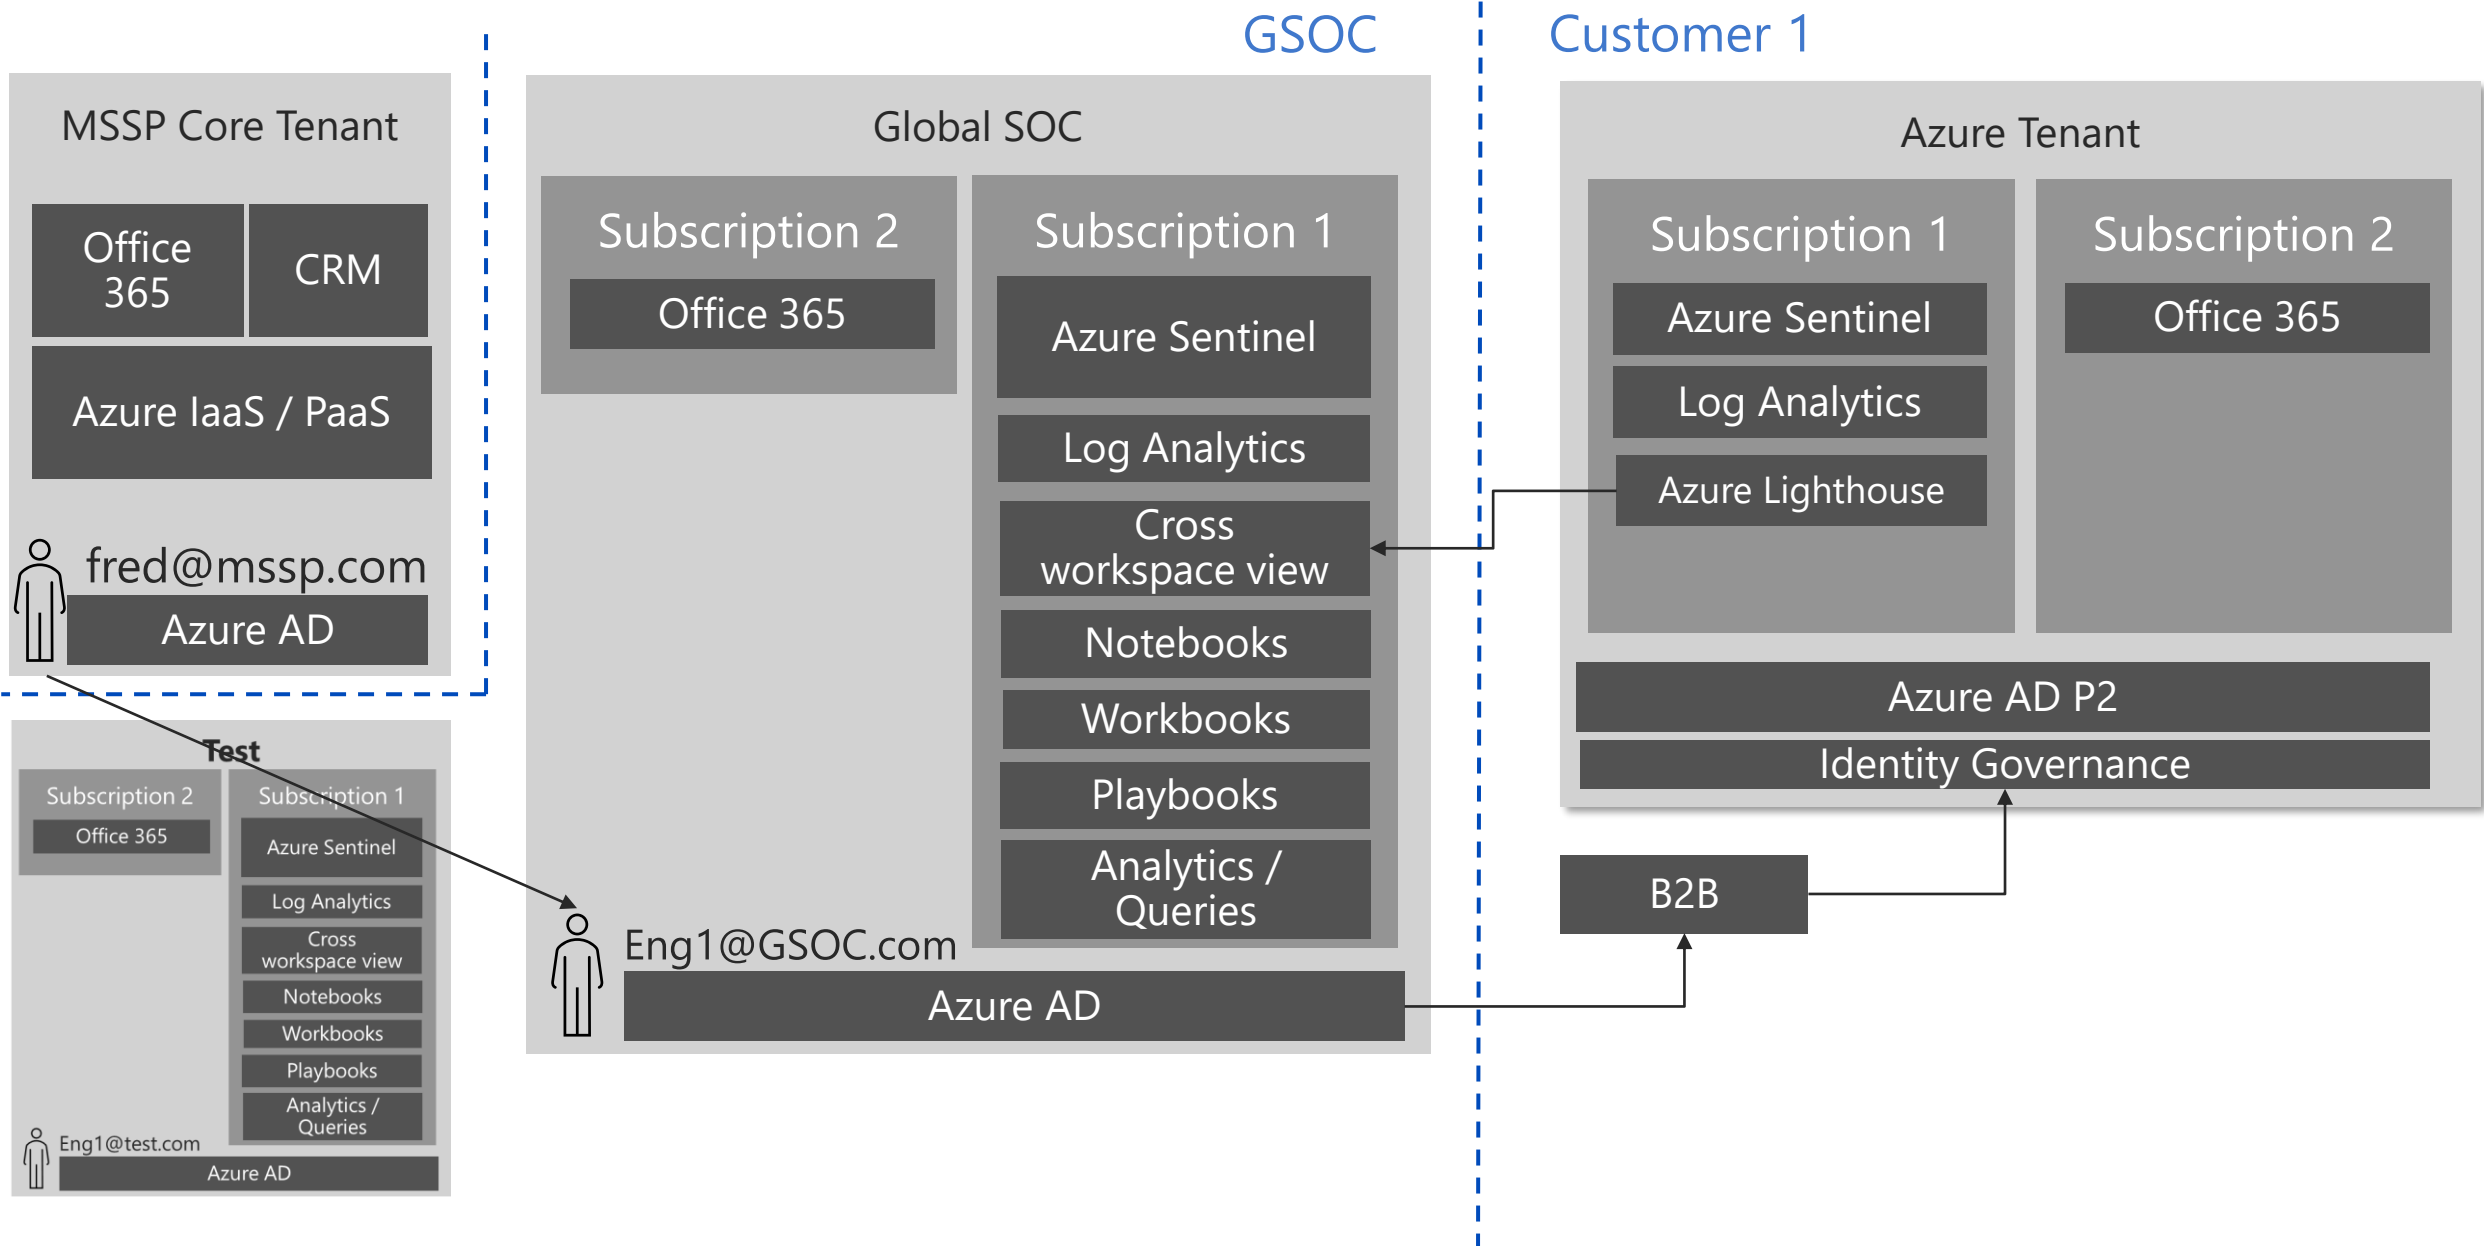 GSOC
Customer 1
MSSP Core Tenant
Office
365
CRM
Azure IaaS / PaaS
fred@mssp.com
Azure AD
Test
Subscription 2
Office 365
Subscription 1
Azure Sentinel
Log Analytics
Cross
workspace view
Notebooks
Workbooks
Playbooks
Analytics /
Queries
Eng1@test.com
Azure AD
Global SOC
Subscription 2
Office 365
Subscription 1
Azure Sentinel
Log Analytics
Cross
workspace view
Notebooks
Workbooks
Playbooks
Analytics /
Queries
Eng1@GSOC.com
Azure AD
Azure Tenant
Subscription 1
Azure Sentinel
Log Analytics
Azure Lighthouse
Subscription 2
Office 365
Azure AD P2
Identity Governance
B2B